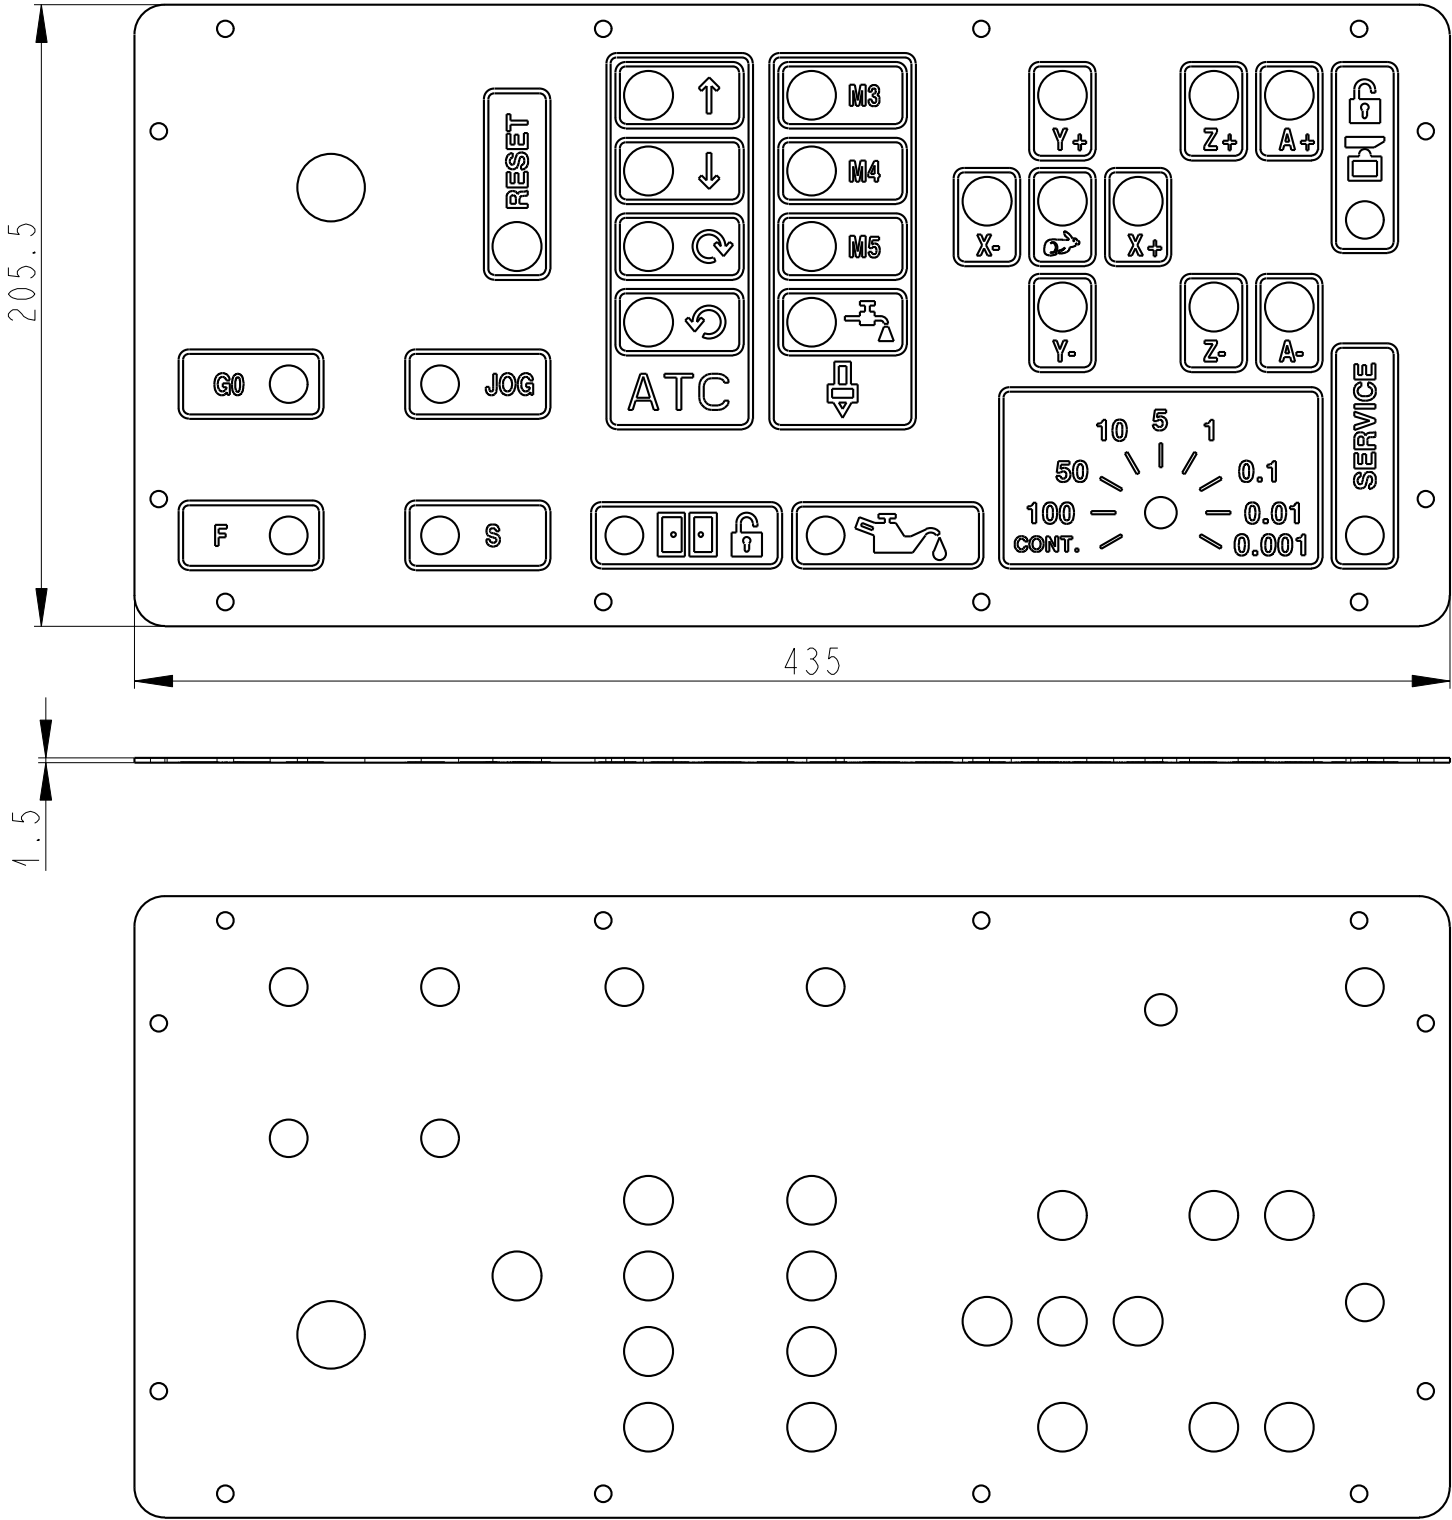 M3
Y+ Z+ A+
RESET
M4
X- X+
M5
205.5
Y- Z- A-
G0 JOG
ATC
SERVICE
10 5 1
50 0.1
100 0.01
CONT. 0.001
F S
435
1.5